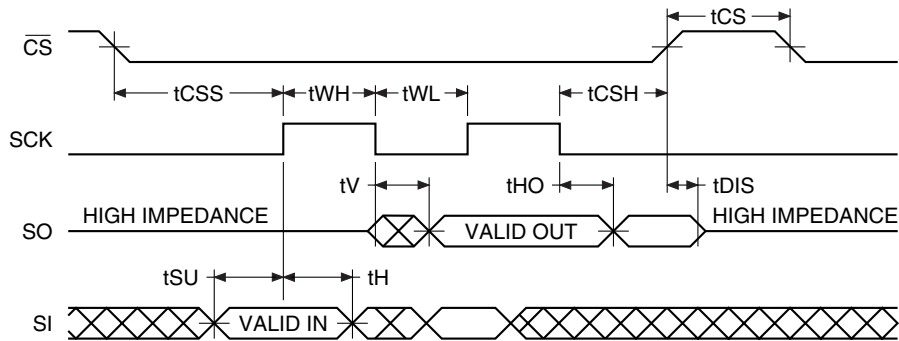 tCS
CS
tCSS tWH tWL tCSH
SCK
tV tHO tDIS
HIGH IMPEDANCE HIGH IMPEDANCE
SO VALID OUT
tSU tH
SI VALID IN